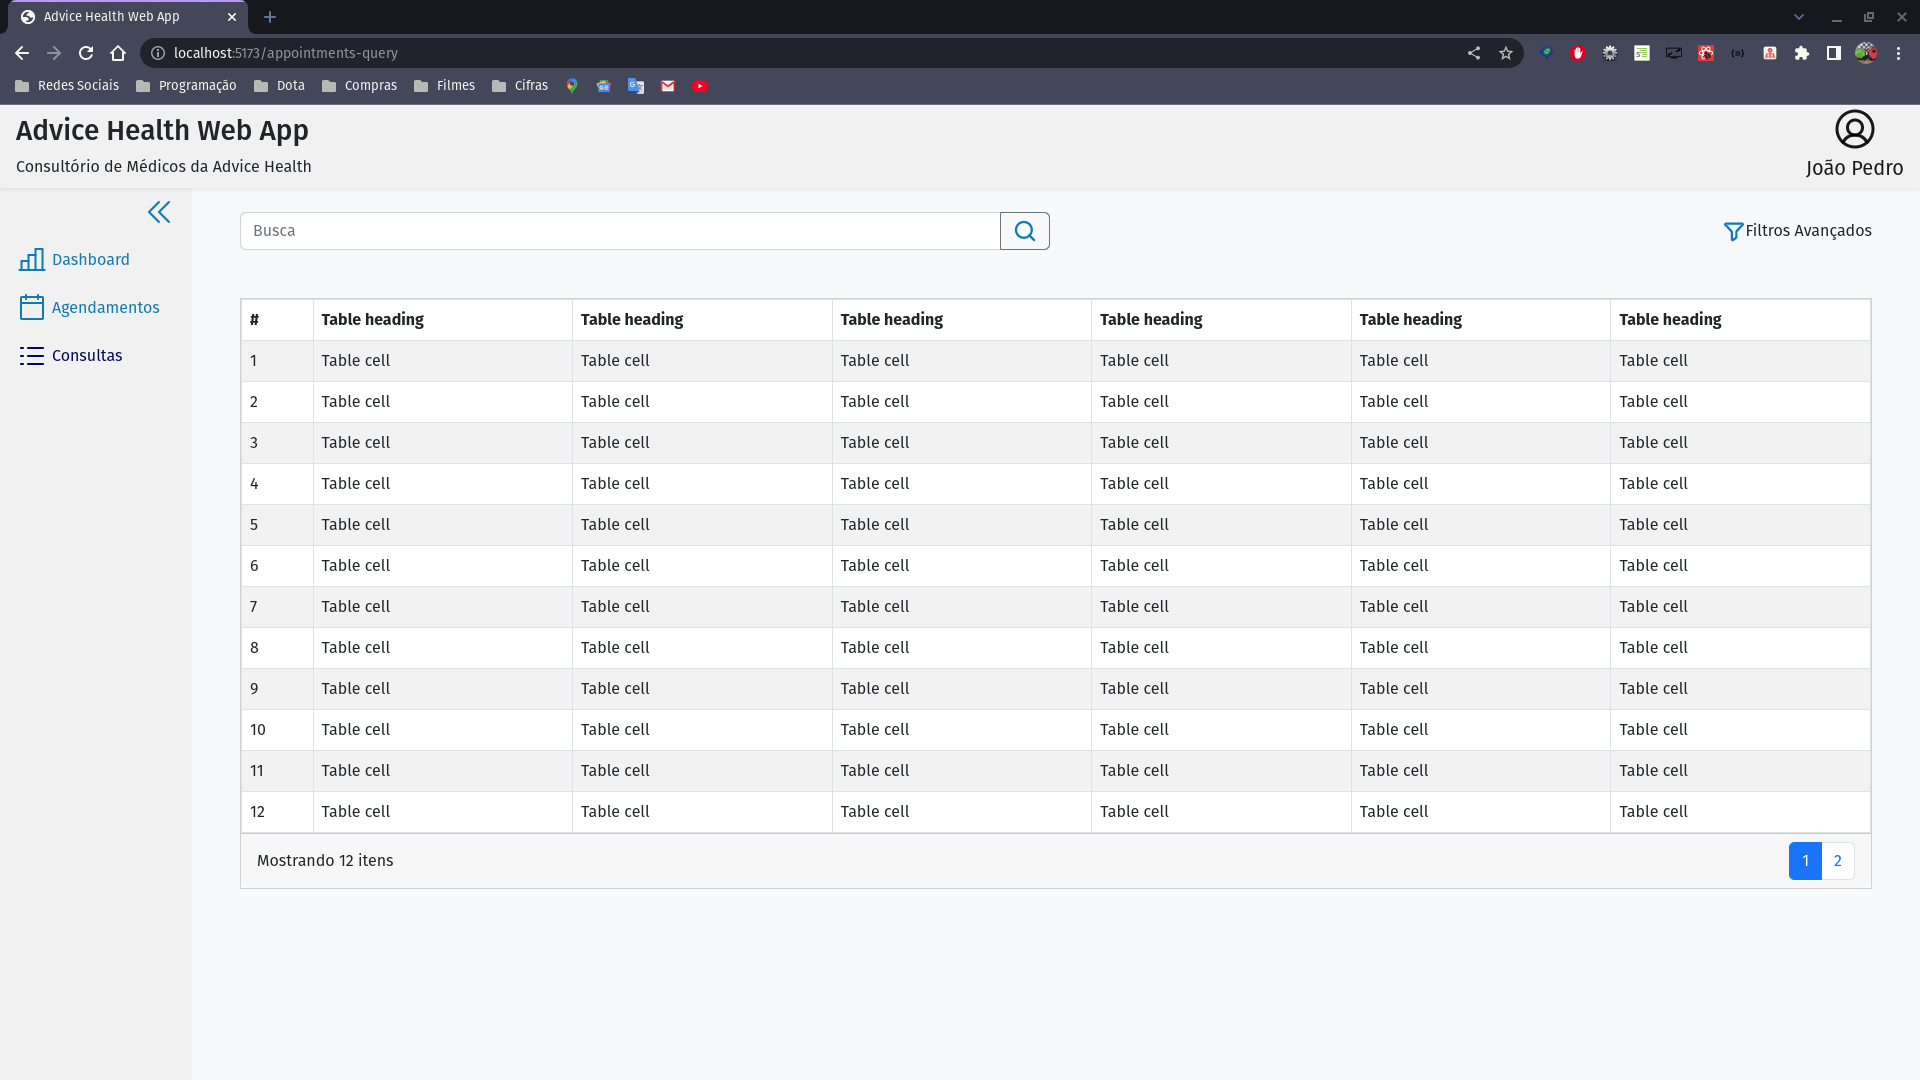 Advice Health Web App
localhost:5173/appointments-query
Redes Sociais Programação Dota Compras Filmes Cifras
Advice Health Web App
Consultório de Médicos da Advice Health
João Pedro
Dashboard
Agendamentos
Consultas
Busca
Filtros Avançados
# Table heading Table heading Table heading Table heading Table heading Table heading
1 Table cell Table cell Table cell Table cell Table cell Table cell
2 Table cell Table cell Table cell Table cell Table cell Table cell
3 Table cell Table cell Table cell Table cell Table cell Table cell
4 Table cell Table cell Table cell Table cell Table cell Table cell
5 Table cell Table cell Table cell Table cell Table cell Table cell
6 Table cell Table cell Table cell Table cell Table cell Table cell
7 Table cell Table cell Table cell Table cell Table cell Table cell
8 Table cell Table cell Table cell Table cell Table cell Table cell
9 Table cell Table cell Table cell Table cell Table cell Table cell
10 Table cell Table cell Table cell Table cell Table cell Table cell
11 Table cell Table cell Table cell Table cell Table cell Table cell
12 Table cell Table cell Table cell Table cell Table cell Table cell
Mostrando 12 itens
1 2